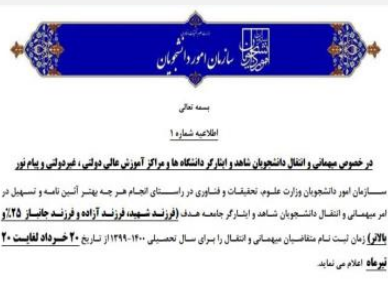 سازمان امور دانشجویان
بسمه تعالی
اطلاعیه شماره ۱
در خصوص میهمانی و انتقال دانشجویان شاهد و ایثارگر دانشگاه ها و مراکز آموزش عالی دولتی ، غیردولتی و پیام نور
سازمان امور دانشجویان وزارت علوم، تحقیقات و فناوری در راستای انجام هر چه بهتر آئین نامه و تسهیل در
امر میهمانی و انتقال دانشجویان شاهد و ایثارگر جامعه هدف (فرزند شهید، فرزند آزاده و فرزند جانباز ۲۵٪ و
بالاتر) زمان ثبت نام متقاضیان میهمانی و انتقال را برای سال تحصیلی ۱۴۰۰-۱۳۹۹ از تاریخ ۲۰ خرداد لغایت ۲۰
تیرماه اعلام می نماید.